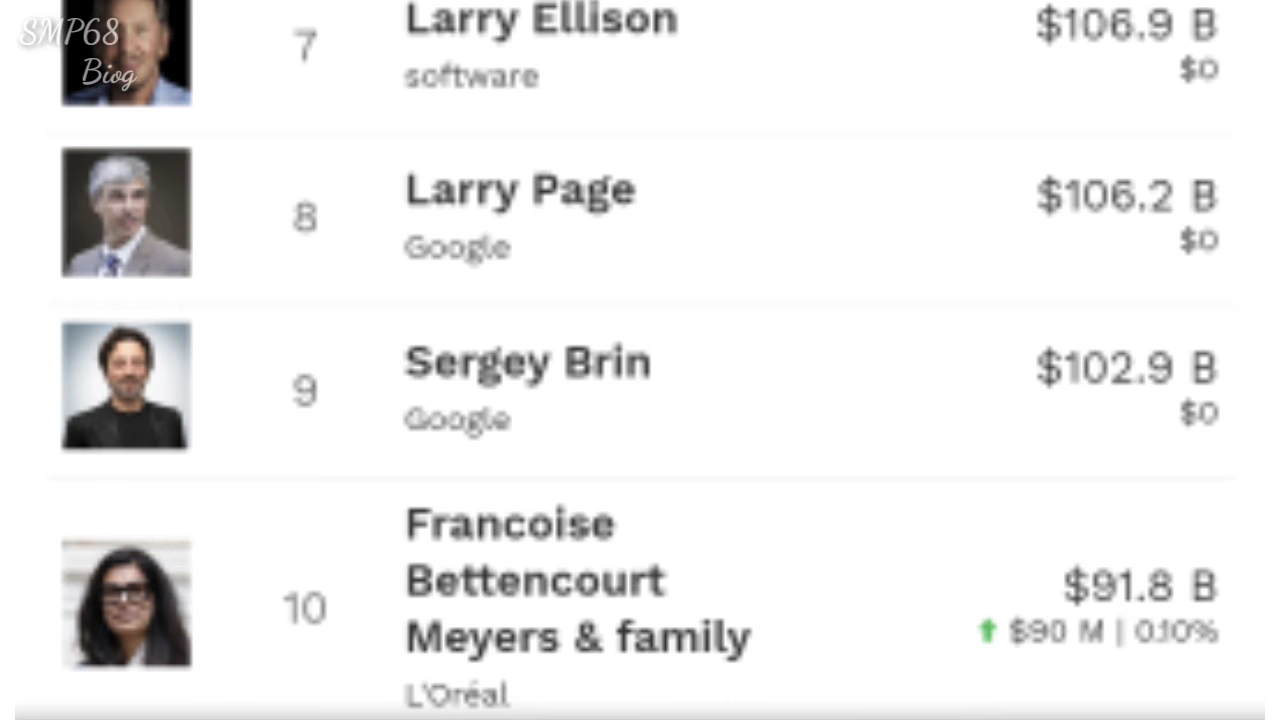 SMP68
Biog
7
Larry Ellison
$106.9 B
software
$0
8
Larry Page
$106.2 B
Google
$0
9
Sergey Brin
$102.9 B
Google
$0
10
Francoise
Bettencourt
Meyers & family
$91.8 B
$90 M | 0.10%
L'Oréal